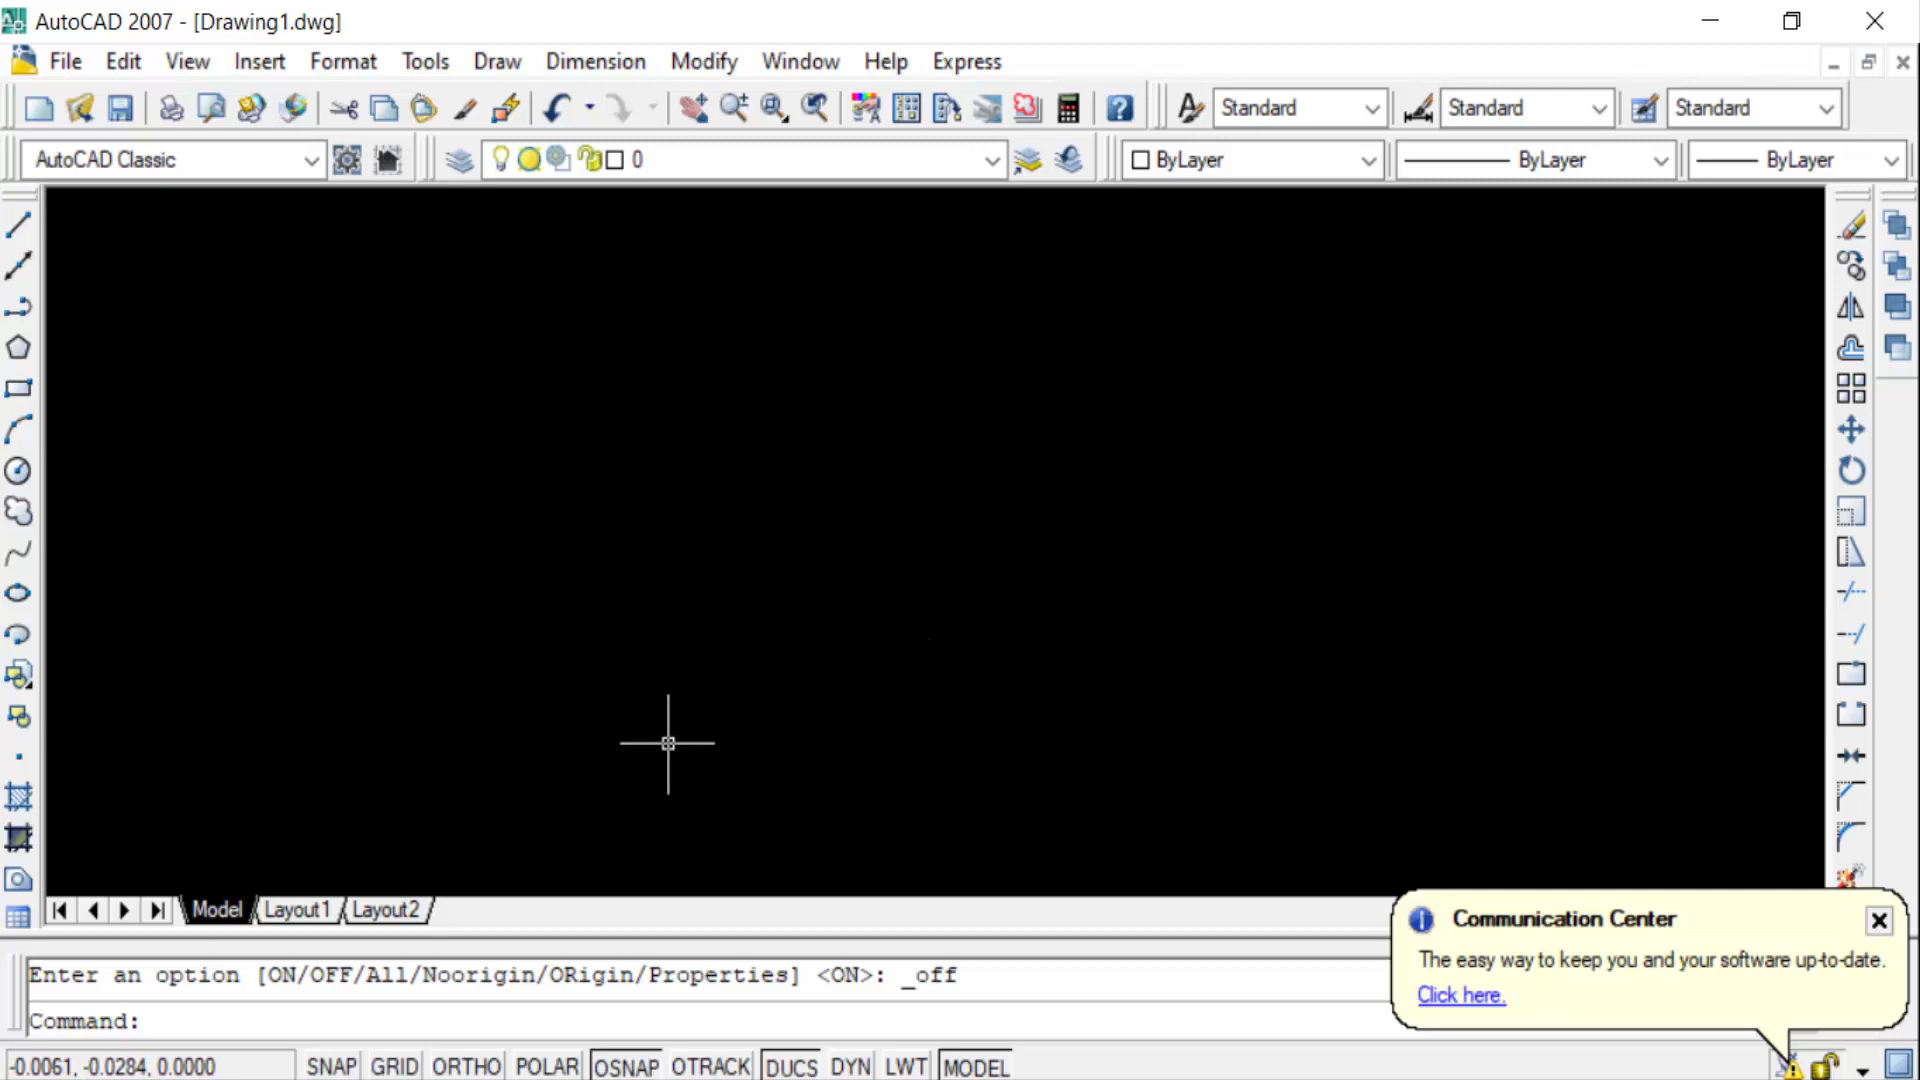 AutoCAD 2007 - [Drawing1.dwg]
File Edit View Insert Format Tools Draw Dimension Modify Window Help Express
Standard Standard Standard
AutoCAD Classic 0 ByLayer ByLayer ByLayer
Model Layout1 Layout2
Communication Center
The easy way to keep you and your software up-to-date.
Click here.
Enter an option [ON/OFF/All/Noorigin/ORigin/Properties] <ON>: _off
Command:
-0.0061, -0.0284, 0.0000 SNAP GRID ORTHO POLAR OSNAP OTRACK DUCS DYN LWT MODEL